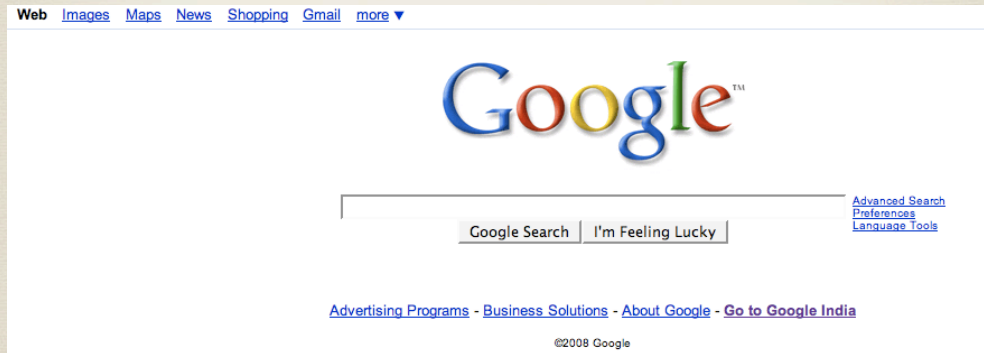 Web Images Maps News Shopping Gmail more ▼
Google™
Advanced Search
Preferences
Language Tools
Google Search I'm Feeling Lucky
Advertising Programs - Business Solutions - About Google - Go to Google India
©2008 Google